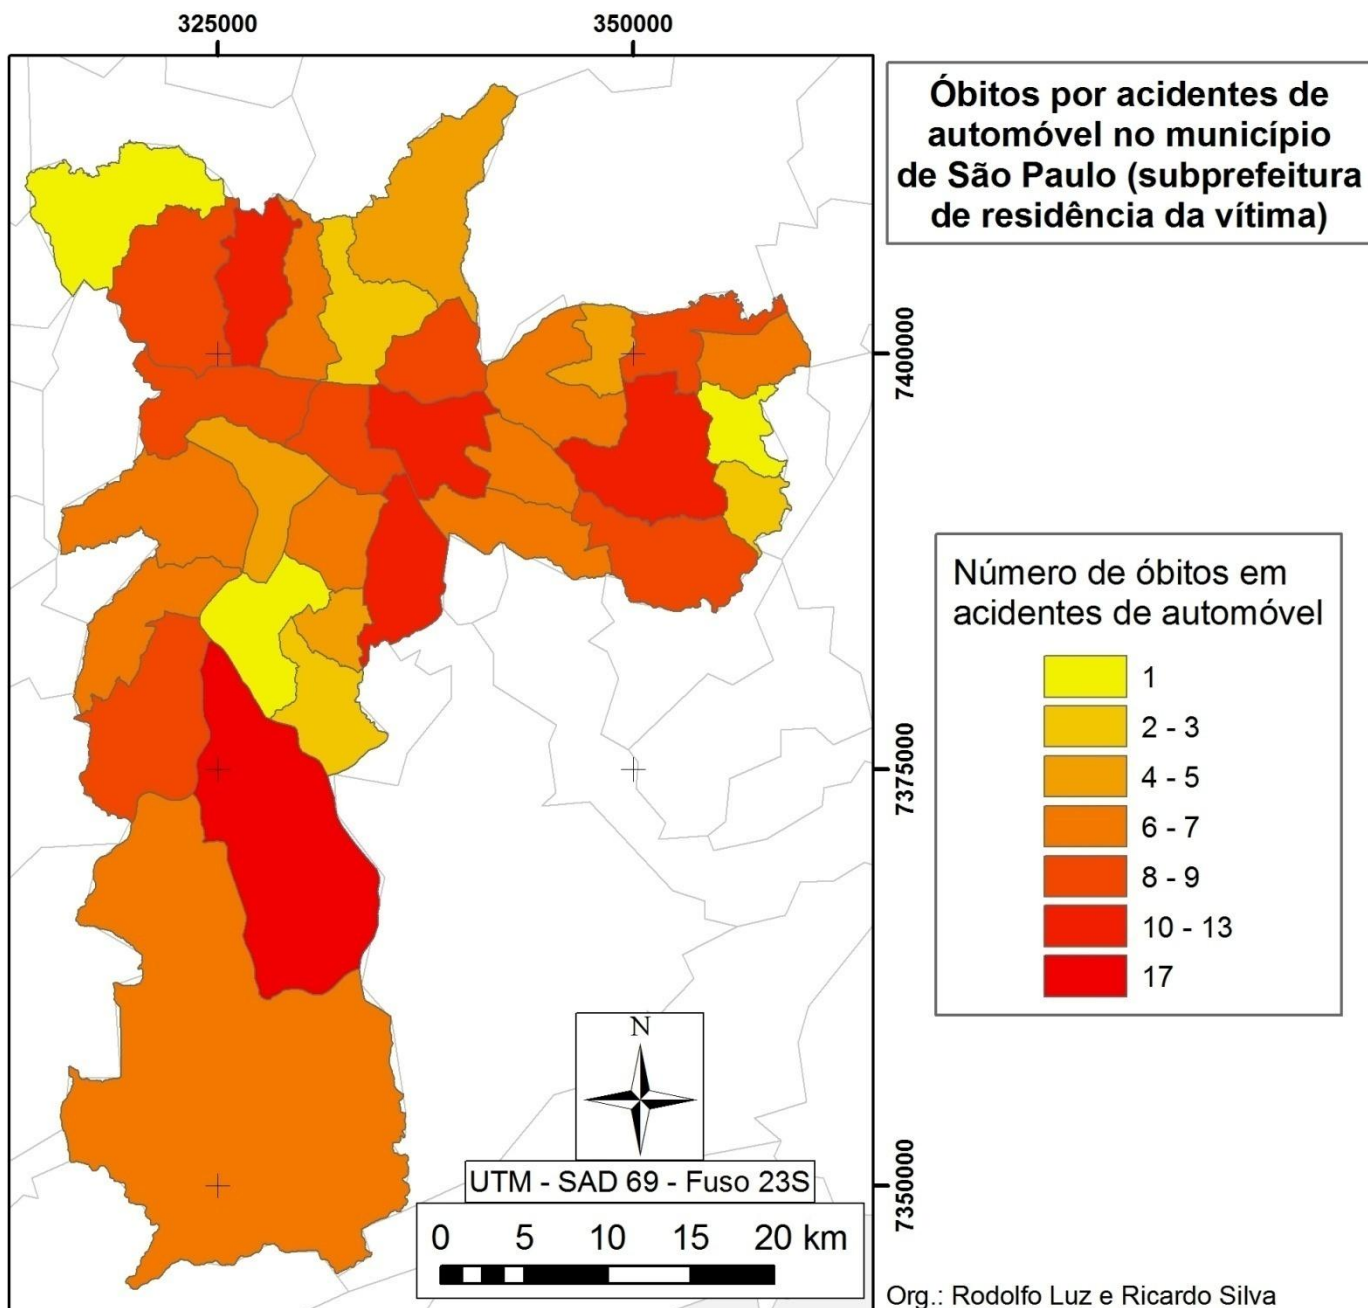 325000
350000
Óbitos por acidentes de
automóvel no município
de São Paulo (subprefeitura
de residência da vítima)
7400000
Número de óbitos em
acidentes de automóvel
1
2 - 3
4 - 5
6 - 7
8 - 9
10 - 13
17
7375000
N
UTM - SAD 69 - Fuso 23S
7350000
0 5 10 15 20 km
Org.: Rodolfo Luz e Ricardo Silva